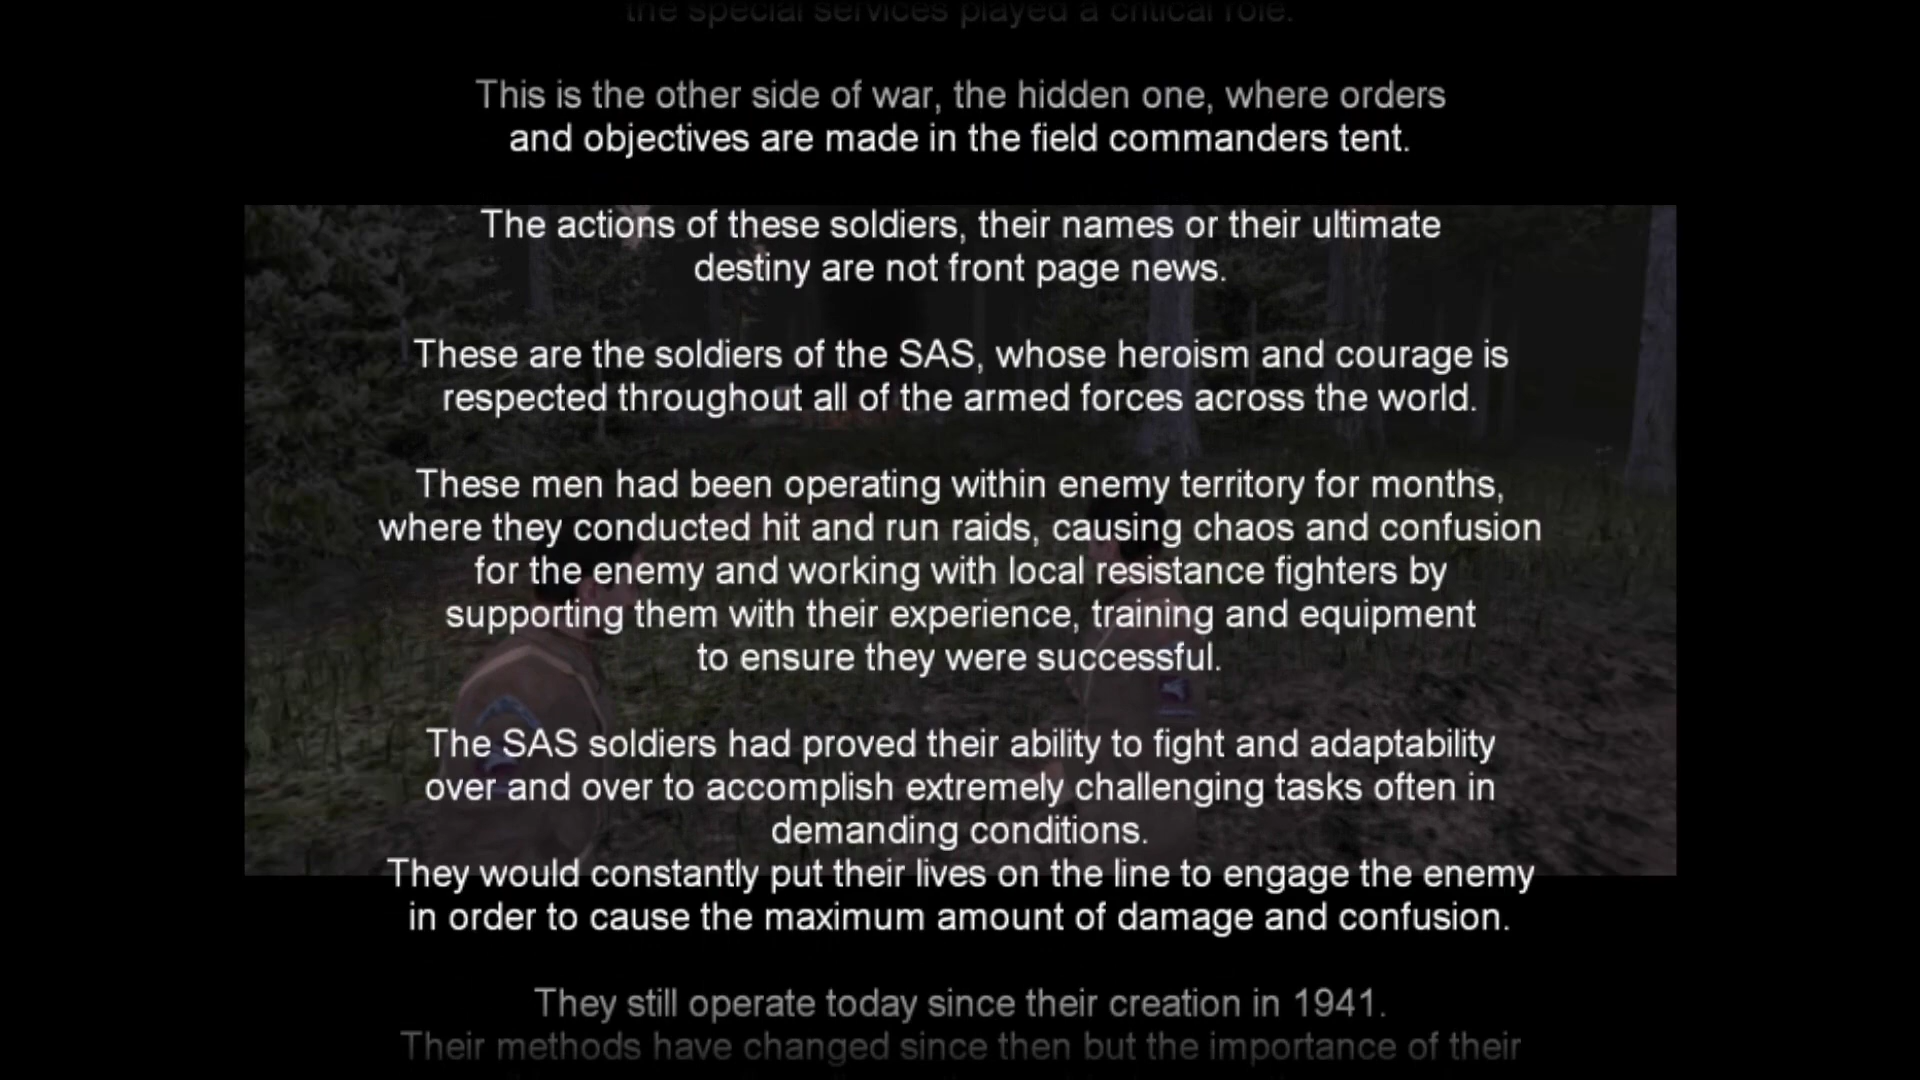 the special services played a critical role.
This is the other side of war, the hidden one, where orders
and objectives are made in the field commanders tent.
The actions of these soldiers, their names or their ultimate
destiny are not front page news.
These are the soldiers of the SAS, whose heroism and courage is
respected throughout all of the armed forces across the world.
These men had been operating within enemy territory for months,
where they conducted hit and run raids, causing chaos and confusion
for the enemy and working with local resistance fighters by
supporting them with their experience, training and equipment
to ensure they were successful.
The SAS soldiers had proved their ability to fight and adaptability
over and over to accomplish extremely challenging tasks often in
demanding conditions.
They would constantly put their lives on the line to engage the enemy
in order to cause the maximum amount of damage and confusion.
They still operate today since their creation in 1941.
Their methods have changed since then but the importance of their